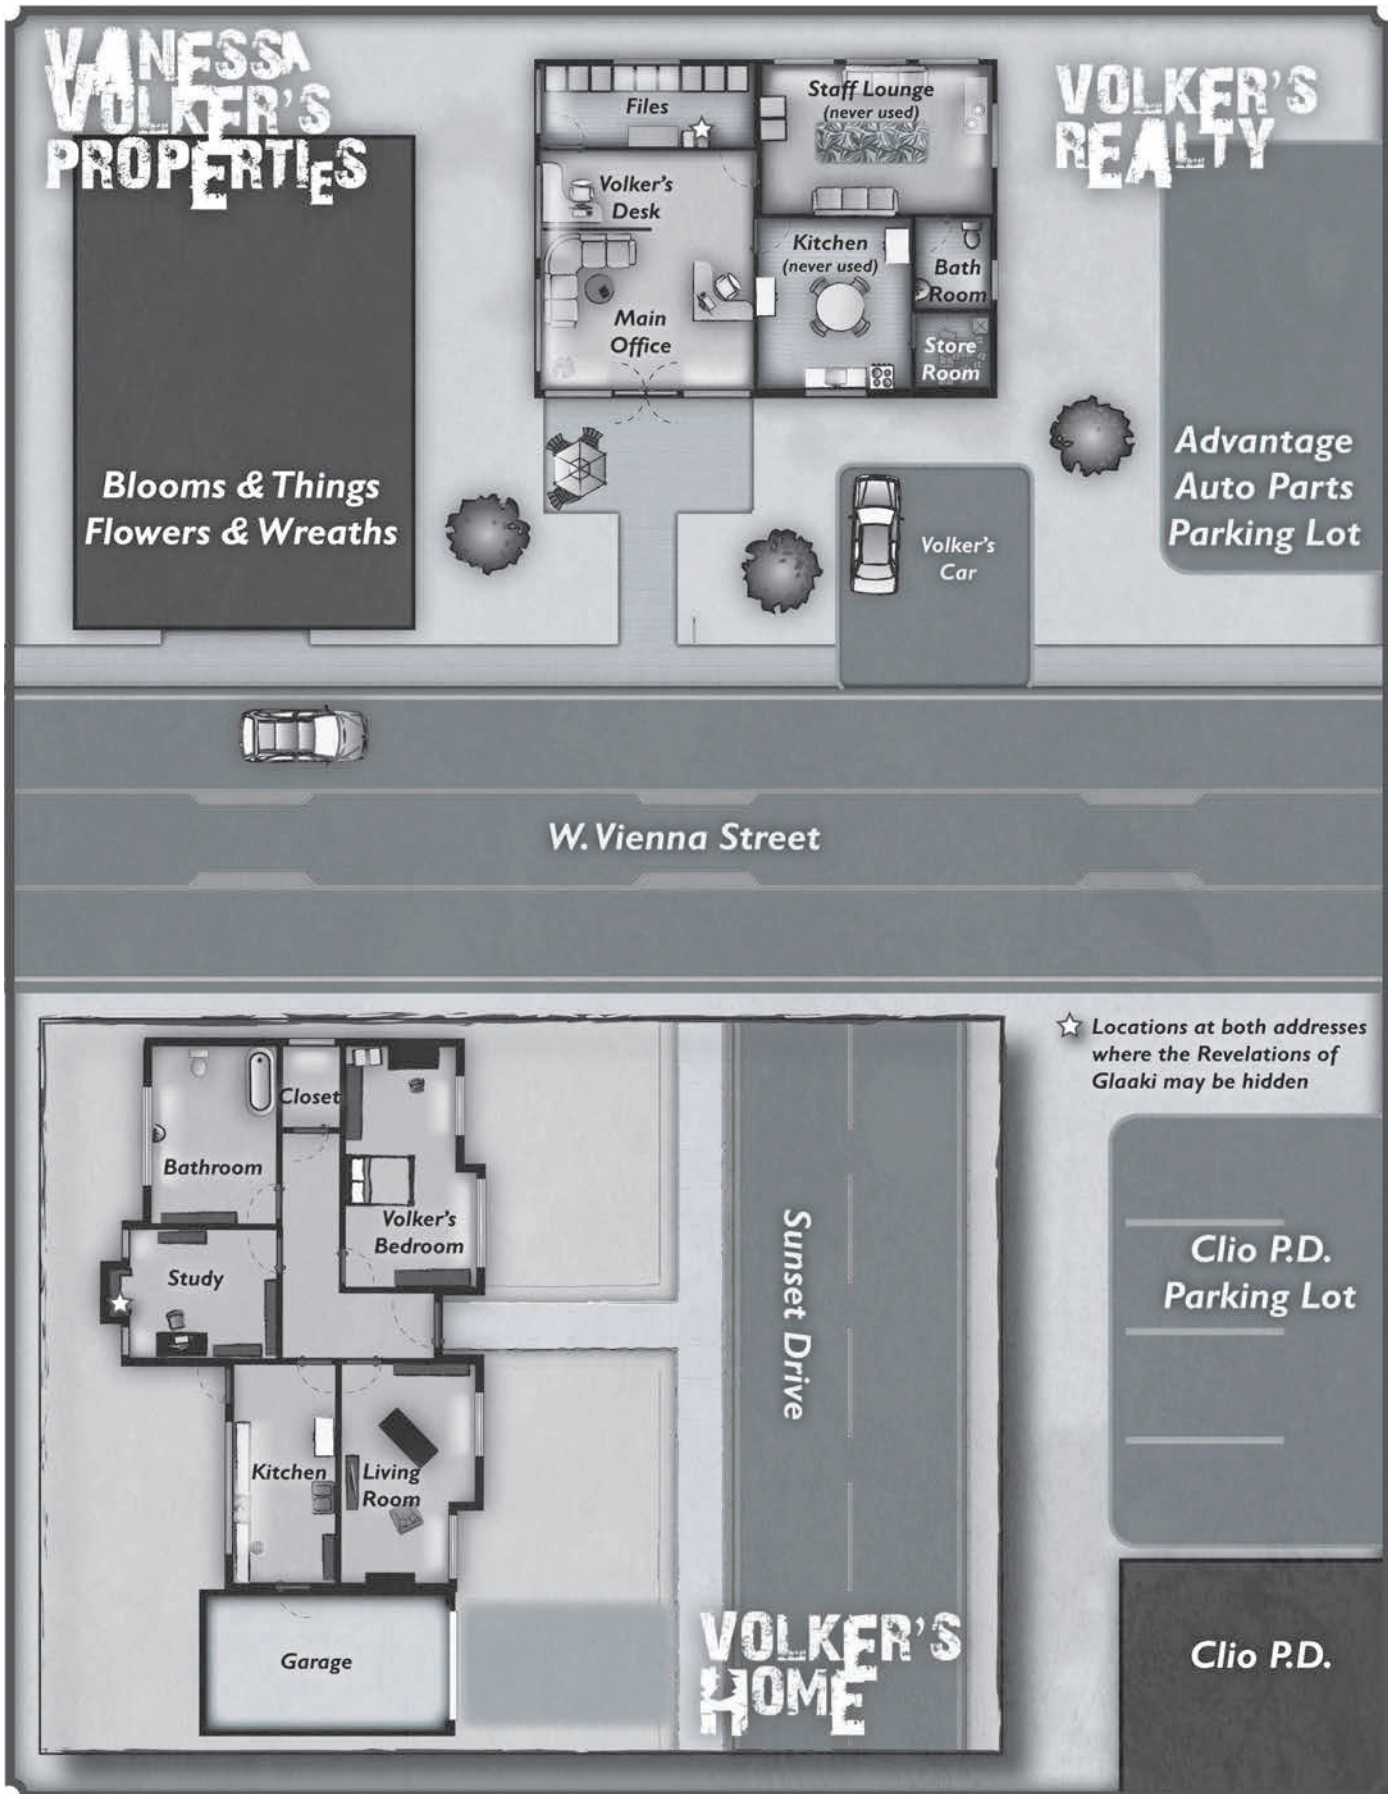 VANESSA
VOLKER'S
PROPERTIES
VOLKER'S
REALTY
Files
Staff Lounge
(never used)
Volker's
Desk
Kitchen
(never used)
Bath
Room
Main
Office
Store
Room
Blooms & Things
Flowers & Wreaths
Advantage
Auto Parts
Parking Lot
Volker's
Car
W. Vienna Street
☆ Locations at both addresses
where the Revelations of
Glaaki may be hidden
Closet
Bathroom
Volker's
Bedroom
Study
Sunset Drive
Clio P.D.
Parking Lot
Kitchen
Living
Room
Garage
VOLKER'S
HOME
Clio P.D.